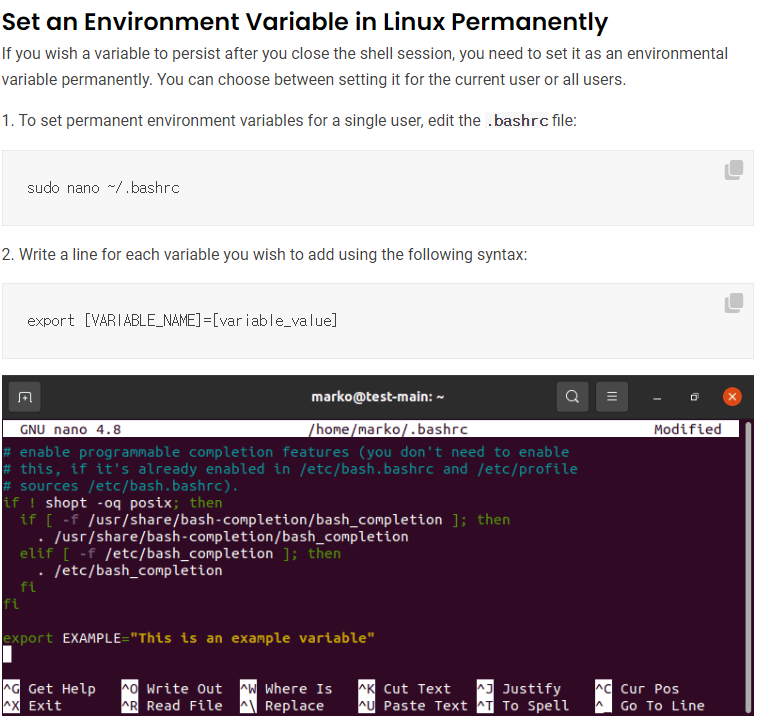 Set an Environment Variable in Linux Permanently
If you wish a variable to persist after you close the shell session, you need to set it as an environmental
variable permanently. You can choose between setting it for the current user or all users.
1. To set permanent environment variables for a single user, edit the .bashrc file:
sudo nano ~/.bashrc
2. Write a line for each variable you wish to add using the following syntax:
export [VARIABLE_NAME]=[variable_value]
marko@test-main: ~
GNU nano 4.8 /home/marko/.bashrc Modified
# enable programmable completion features (you don't need to enable
# this, if it's already enabled in /etc/bash.bashrc and /etc/profile
# sources /etc/bash.bashrc).
if ! shopt -oq posix; then
if [ -f /usr/share/bash-completion/bash_completion ]; then
. /usr/share/bash-completion/bash_completion
elif [ -f /etc/bash_completion ]; then
. /etc/bash_completion
fi
fi
export EXAMPLE="This is an example variable"
^G Get Help ^O Write Out ^W Where Is ^K Cut Text ^J Justify ^C Cur Pos
^X Exit ^R Read File ^\ Replace ^U Paste Text ^T To Spell ^_ Go To Line